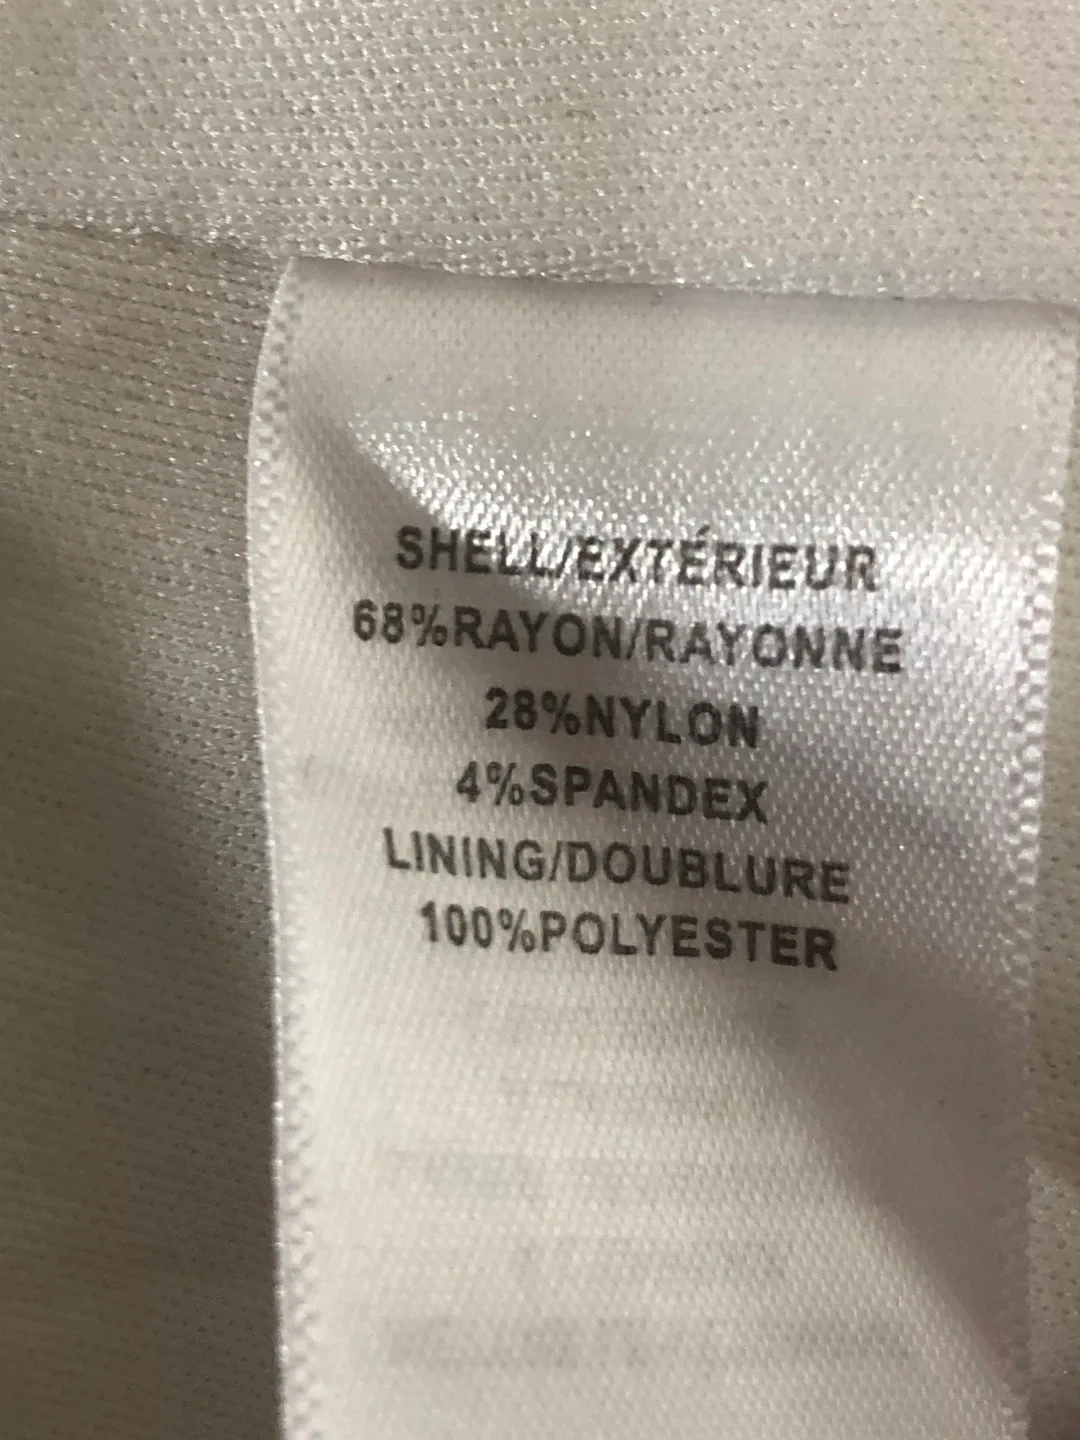 SHELL/EXTÉRIEUR
68%RAYON/RAYONNE
28%NYLON
4%SPANDEX
LINING/DOUBLURE
100%POLYESTER